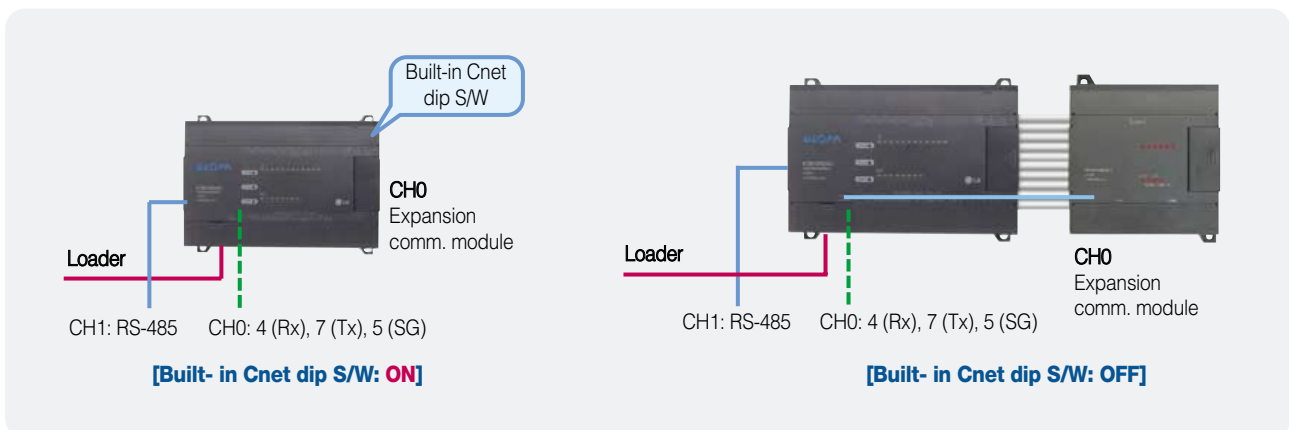 Built-in Cnet
dip S/W
CH0
Expansion
comm. module
Loader
CH1: RS-485
CH0: 4 (Rx), 7 (Tx), 5 (SG)
[Built- in Cnet dip S/W: ON]
CH0
Expansion
comm. module
Loader
CH1: RS-485
CH0: 4 (Rx), 7 (Tx), 5 (SG)
[Built- in Cnet dip S/W: OFF]